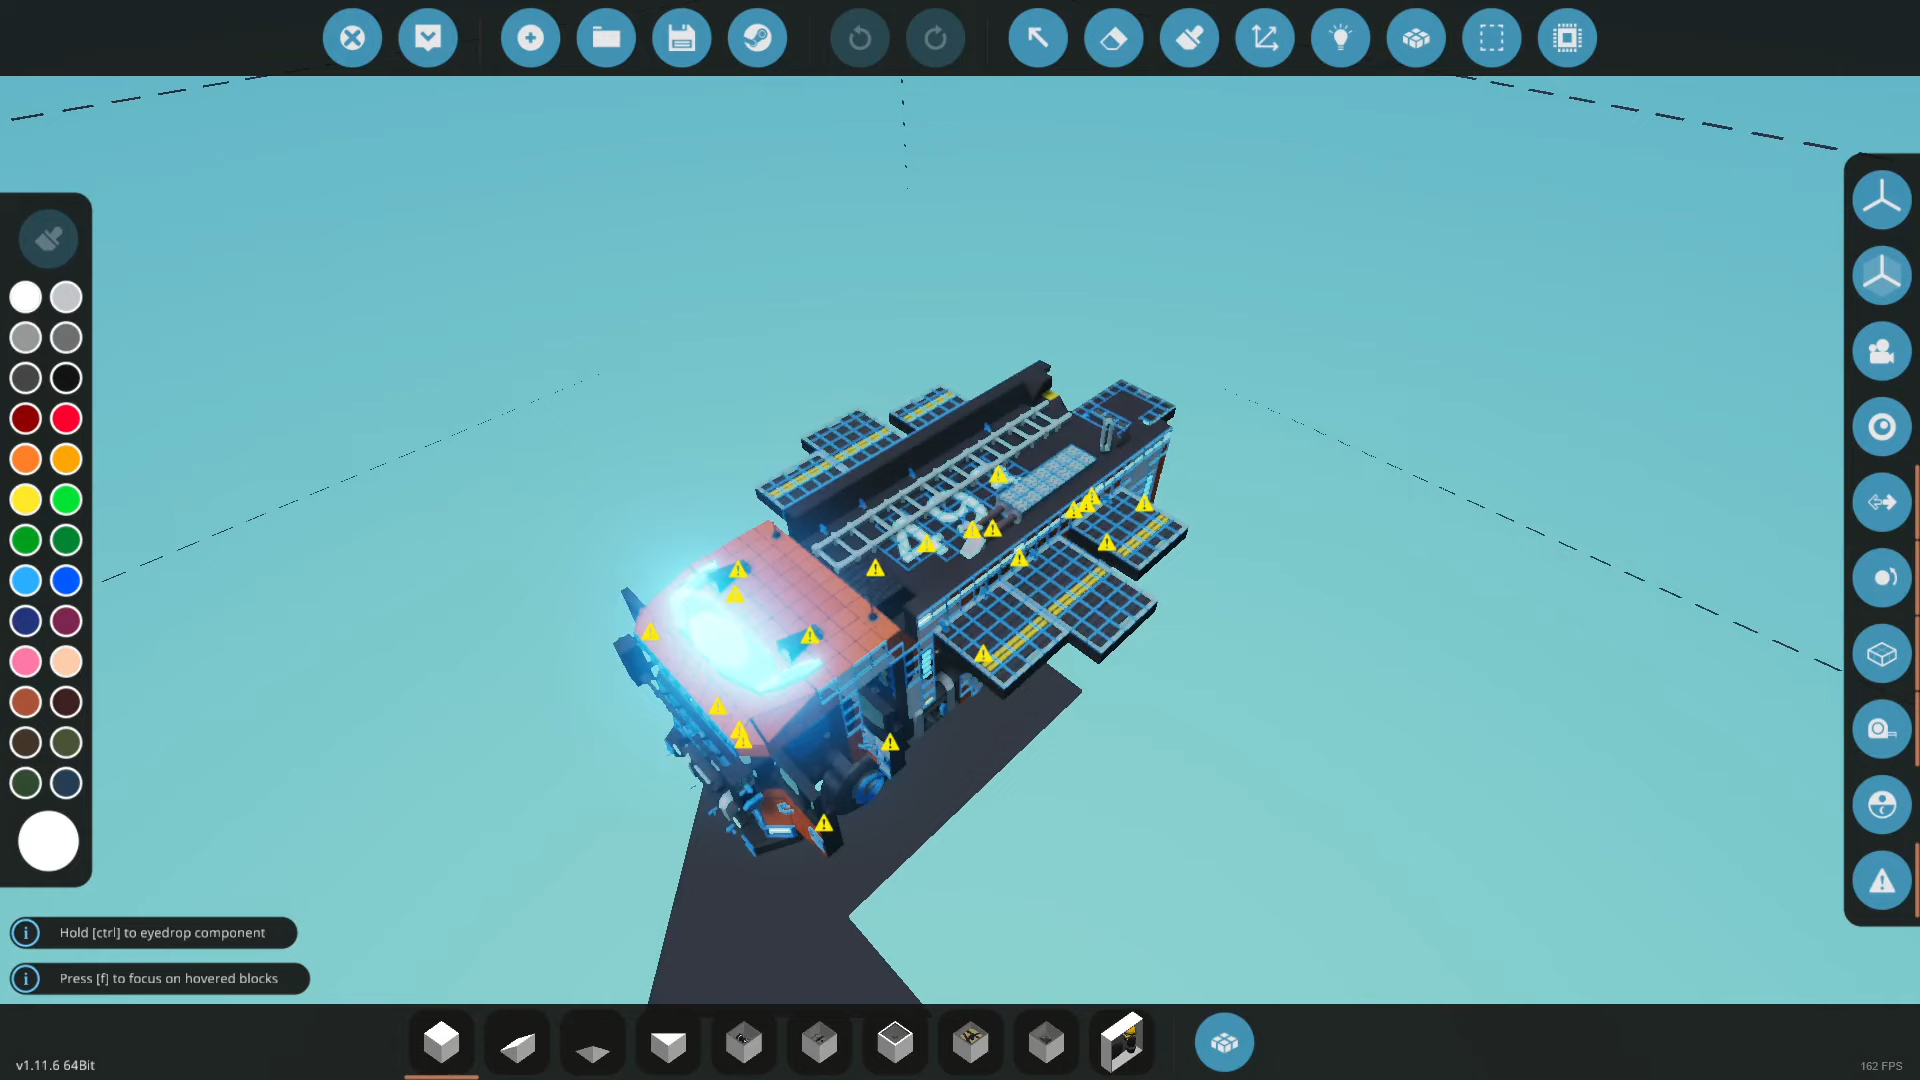 Hold [ctrl] to eyedrop component
Press [f] to focus on hovered blocks
v1.11.6 64Bit
162 FPS